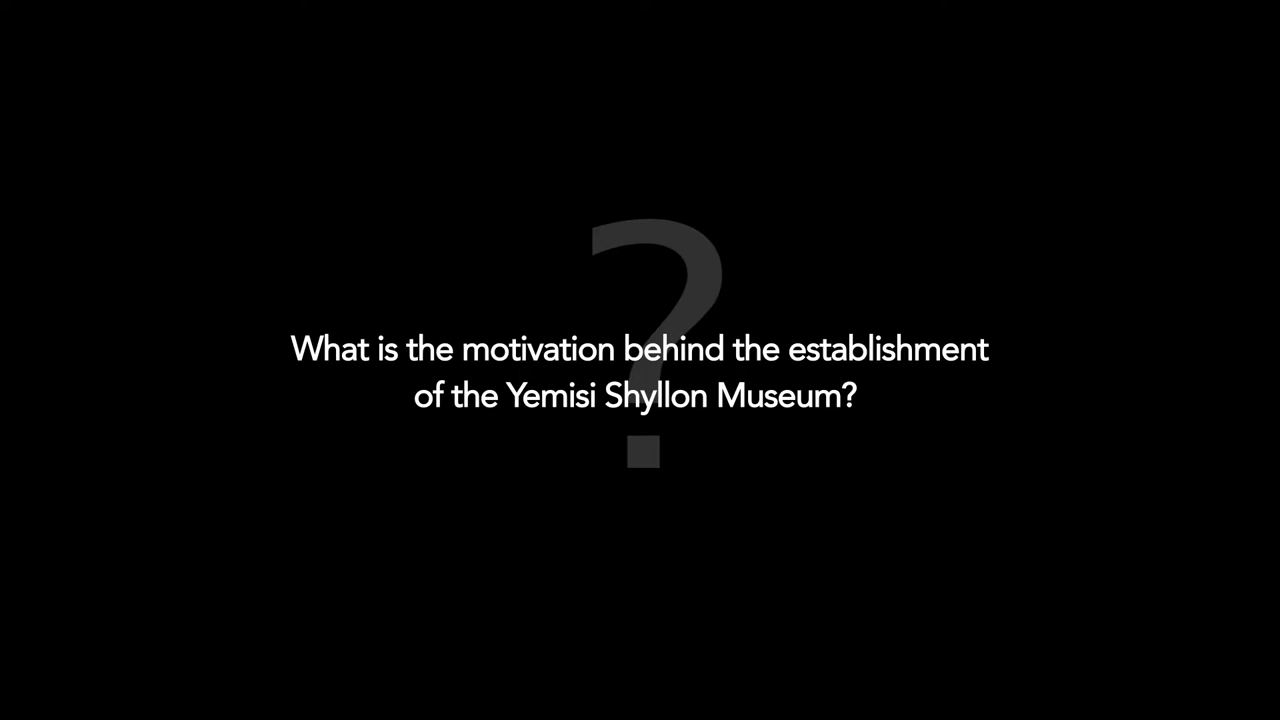 What is the motivation behind the establishment
of the Yemisi Shyllon Museum?
?